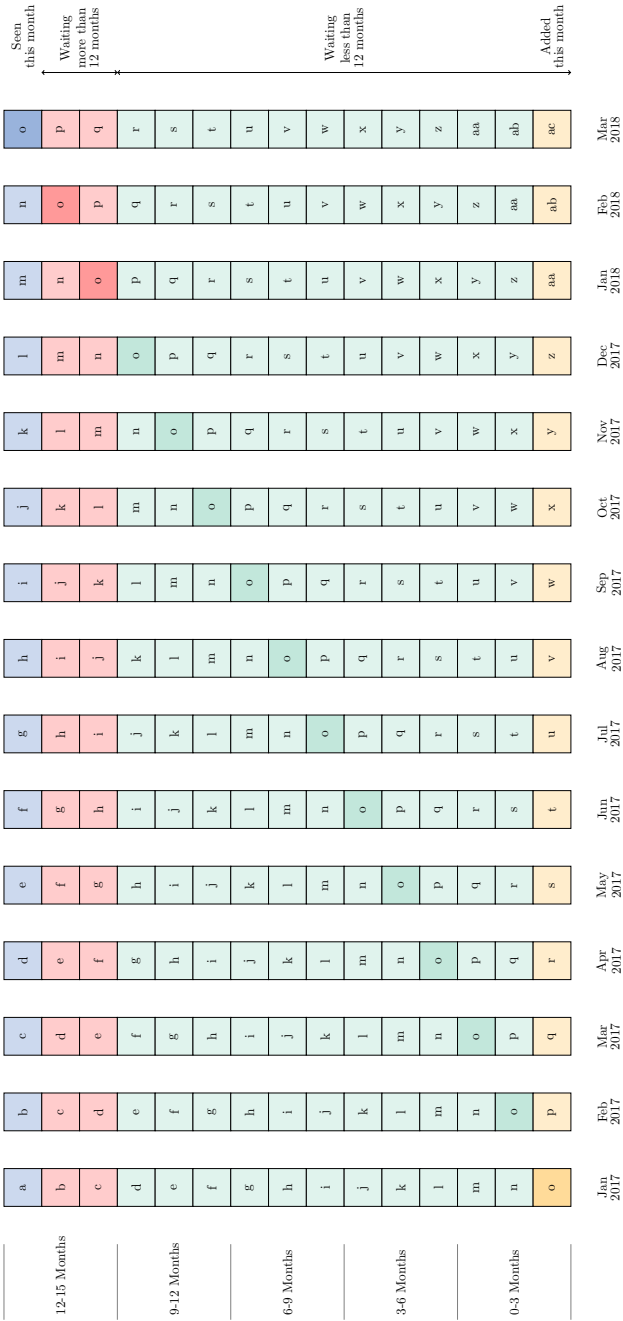 a b c d e f g h i j k l m n o
Seen
this month
12-15 Months
b c d e f g h i j k l m n o p
c d e f g h i j k l m n o p q
Waiting
more than
12 months
d e f g h i j k l m n o p q r
9-12 Months
e f g h i j k l m n o p q r s
f g h i j k l m n o p q r s t
g h i j k l m n o p q r s t u
6-9 Months
h i j k l m n o p q r s t u v
i j k l m n o p q r s t u v w
Waiting
less than
12 months
j k l m n o p q r s t u v w x
3-6 Months
k l m n o p q r s t u v w x y
l m n o p q r s t u v w x y z
m n o p q r s t u v w x y z aa
0-3 Months
n o p q r s t u v w x y z aa ab
o p q r s t u v w x y z aa ab ac
Added
this month
Jan Feb Mar Apr May Jun Jul Aug Sep Oct Nov Dec Jan Feb Mar
2017 2017 2017 2017 2017 2017 2017 2017 2017 2017 2017 2017 2018 2018 2018